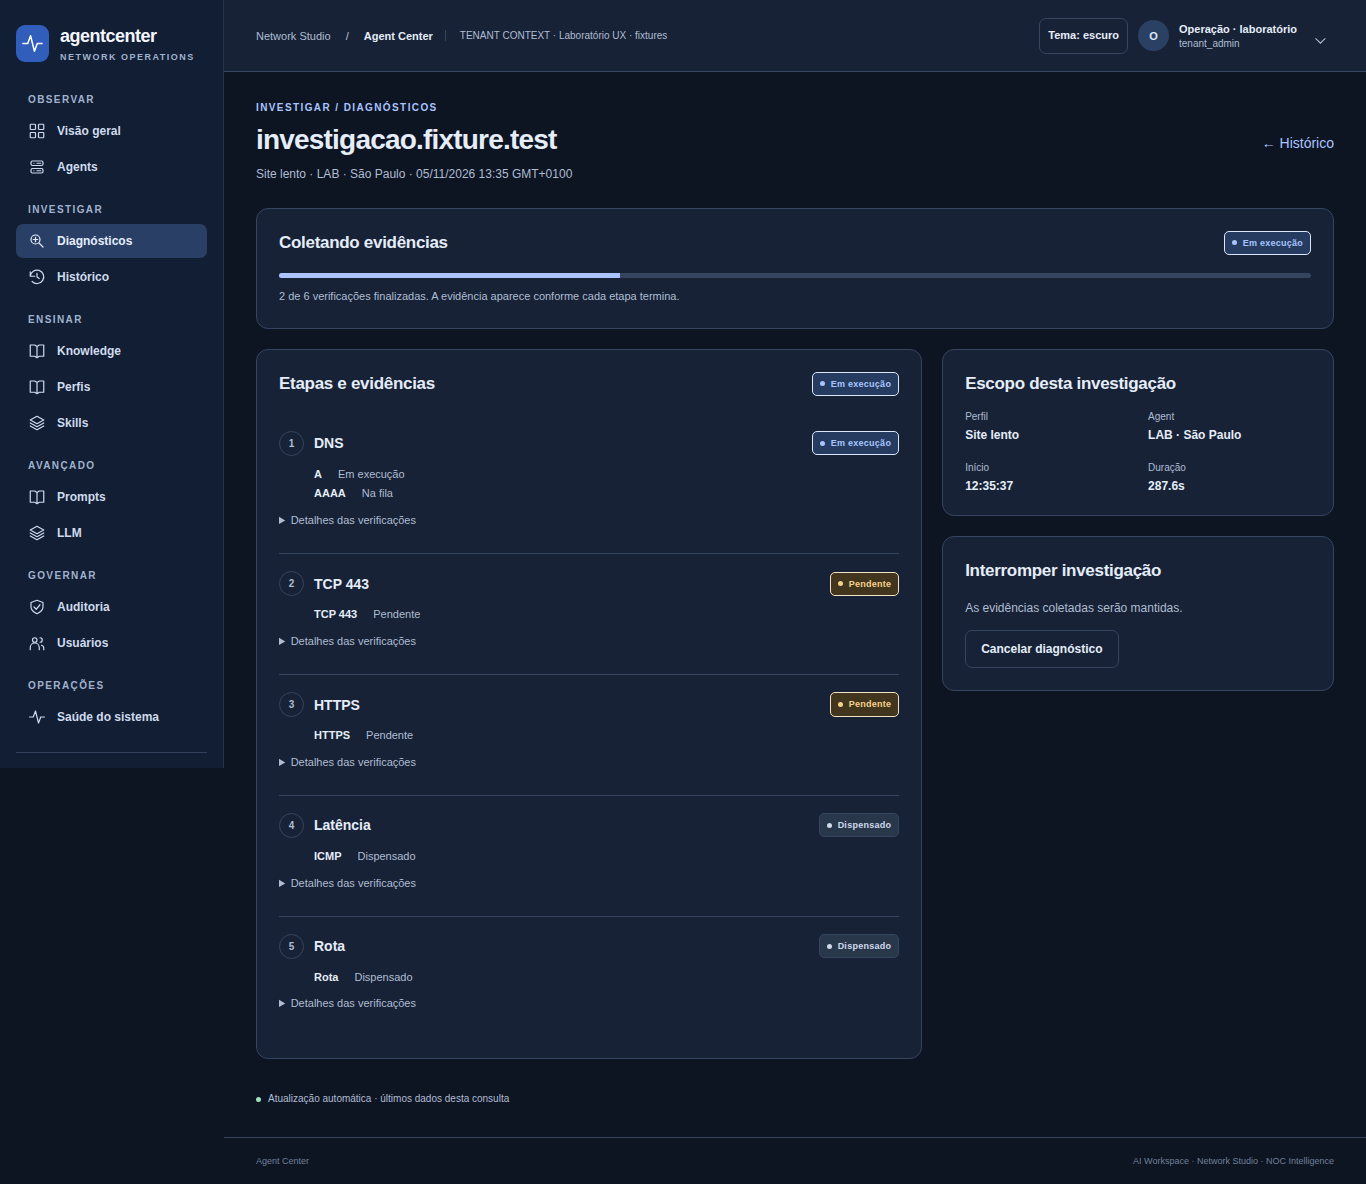 agentcenter
NETWORK OPERATIONS
OBSERVAR
Visão geral
Agents
INVESTIGAR
Diagnósticos
Histórico
ENSINAR
Knowledge
Perfis
Skills
AVANÇADO
Prompts
LLM
GOVERNAR
Auditoria
Usuários
OPERAÇÕES
Saúde do sistema
Network Studio / Agent Center TENANT CONTEXT · Laboratório UX · fixtures
Tema: escuro
O
Operação · laboratório
tenant_admin
INVESTIGAR / DIAGNÓSTICOS
investigacao.fixture.test
← Histórico
Site lento · LAB · São Paulo · 05/11/2026 13:35 GMT+0100
Coletando evidências
Em execução
2 de 6 verificações finalizadas. A evidência aparece conforme cada etapa termina.
Etapas e evidências
Em execução
1 DNS
Em execução
A Em execução
AAAA Na fila
▶ Detalhes das verificações
2 TCP 443
Pendente
TCP 443 Pendente
▶ Detalhes das verificações
3 HTTPS
Pendente
HTTPS Pendente
▶ Detalhes das verificações
4 Latência
Dispensado
ICMP Dispensado
▶ Detalhes das verificações
5 Rota
Dispensado
Rota Dispensado
▶ Detalhes das verificações
Escopo desta investigação
Perfil
Site lento
Agent
LAB · São Paulo
Início
12:35:37
Duração
287.6s
Interromper investigação
As evidências coletadas serão mantidas.
Cancelar diagnóstico
Atualização automática · últimos dados desta consulta
Agent Center
AI Workspace · Network Studio · NOC Intelligence